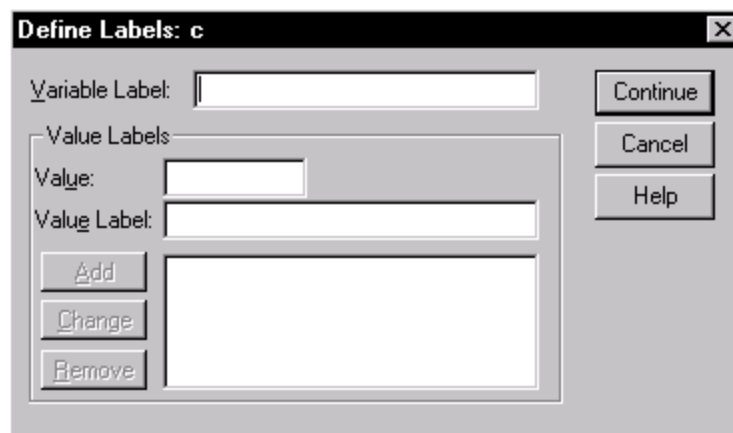 Define Labels: c
Variable Label:
Continue
Value Labels
Cancel
Value:
Help
Value Label:
Add
Change
Remove